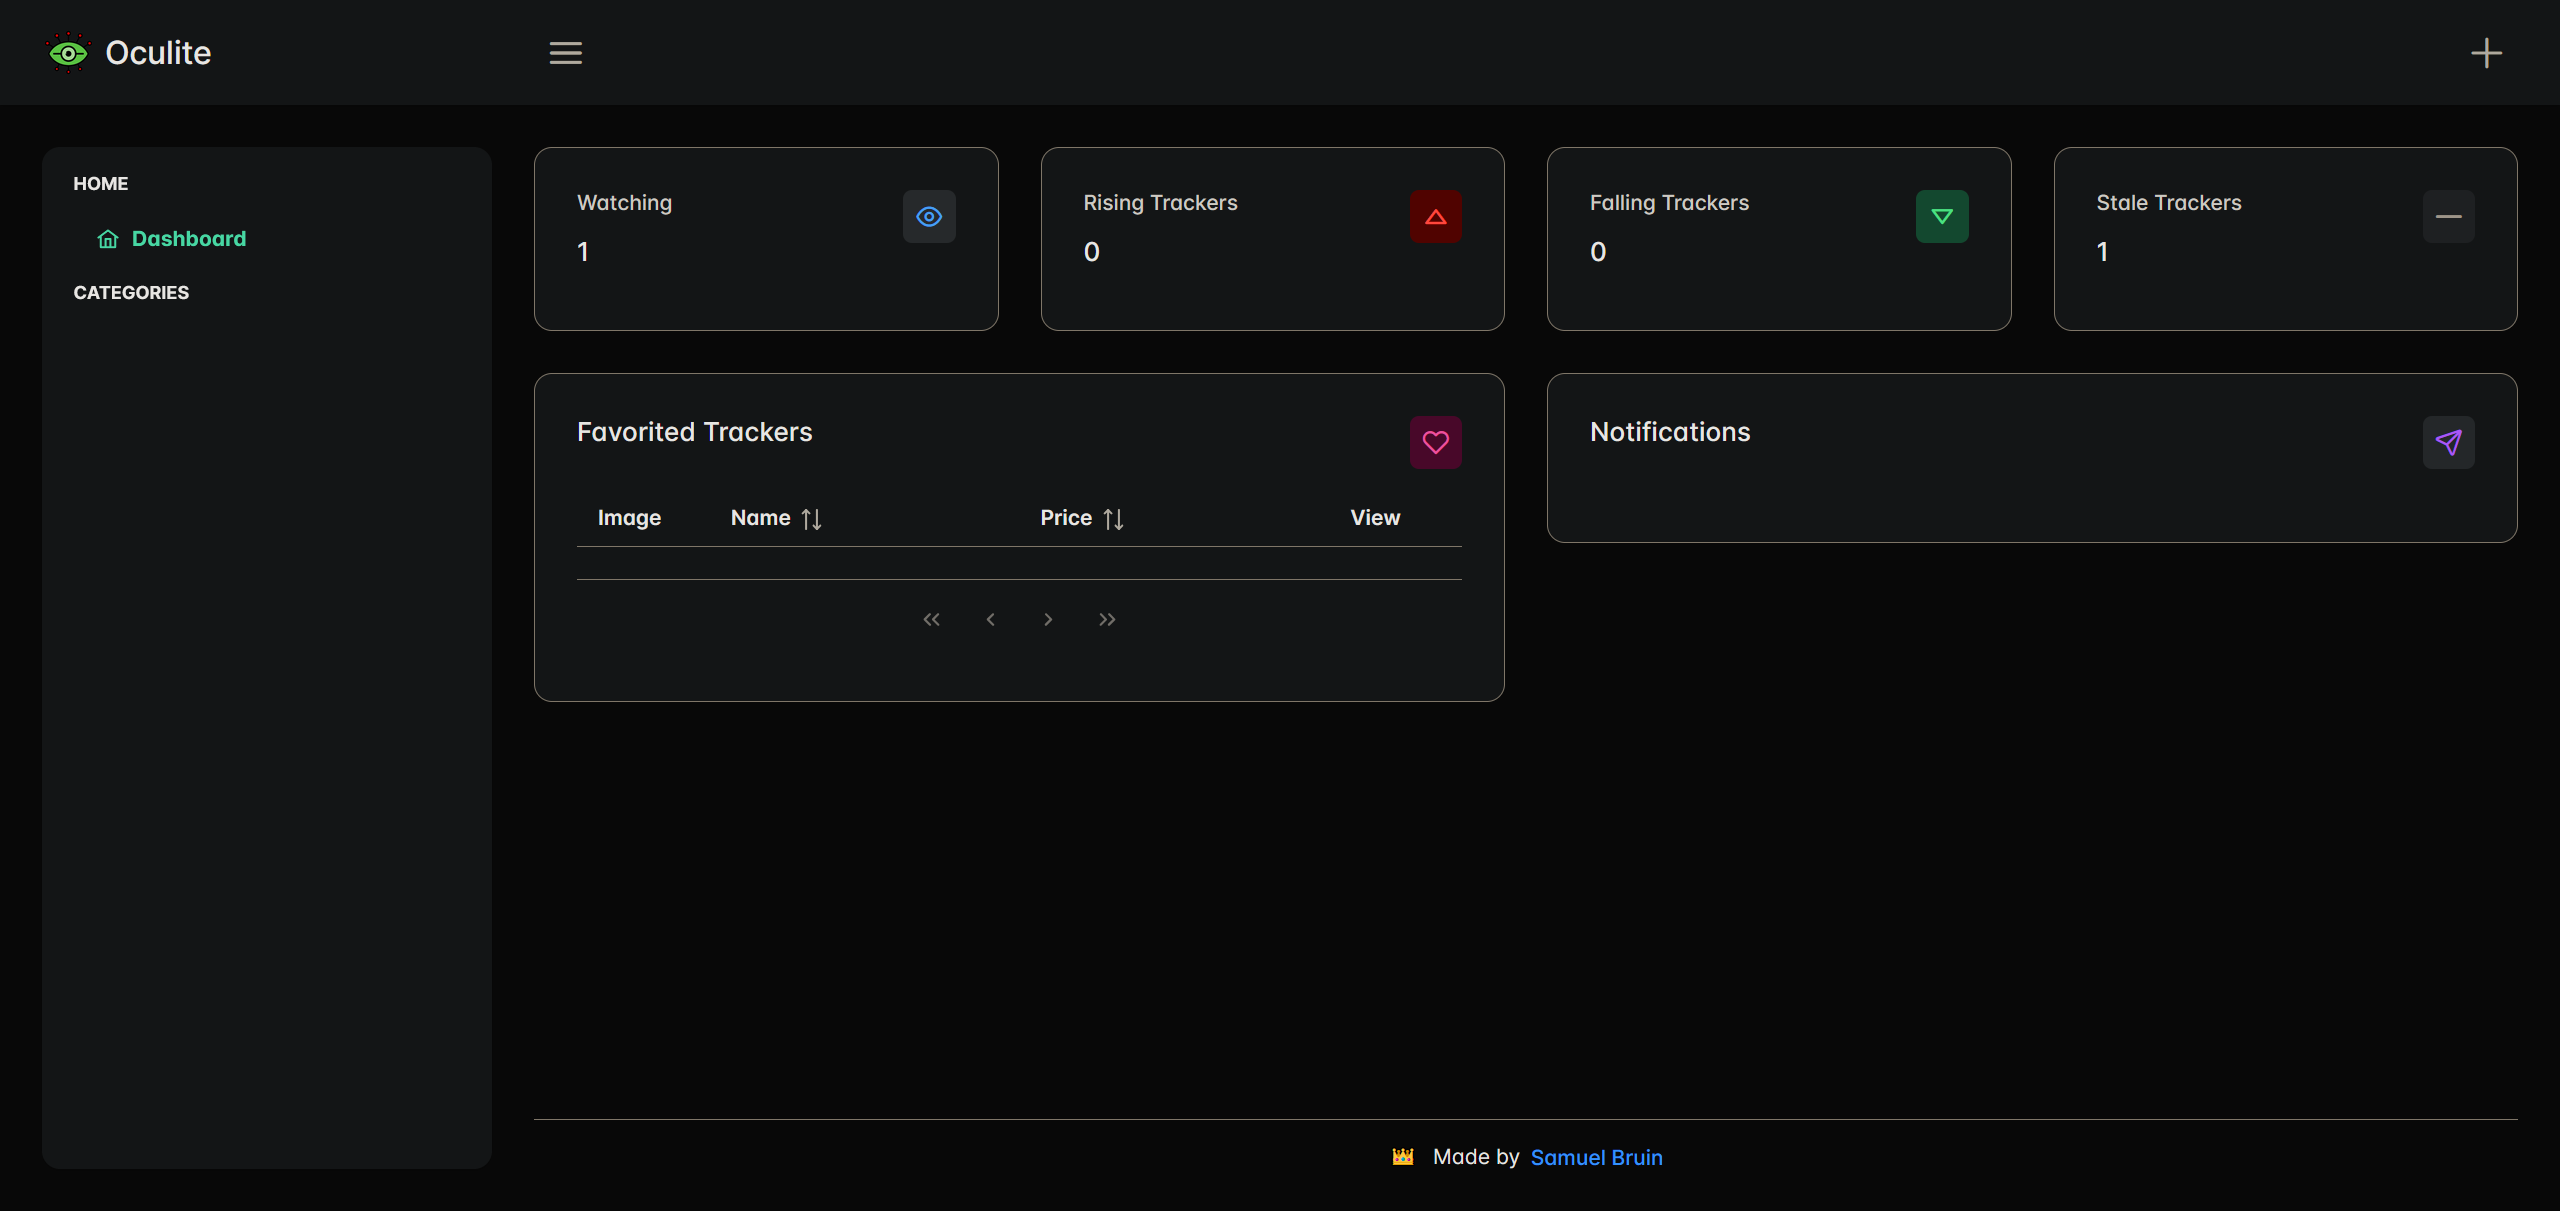 Oculite
HOME
Dashboard
CATEGORIES
Watching
1
Rising Trackers
0
Falling Trackers
0
Stale Trackers
1
Favorited Trackers
Image Name Price View
Notifications
Made by Samuel Bruin